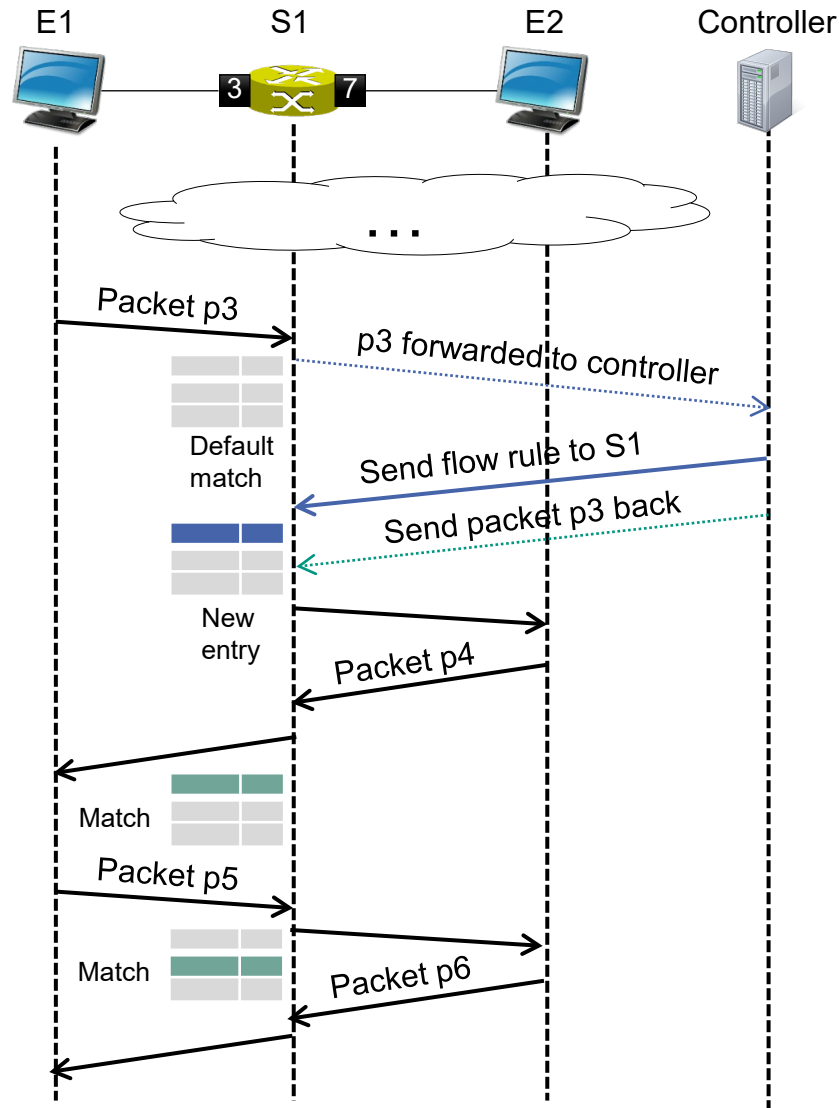 E1 S1 E2 Controller
3 7
...
Packet p3
p3 forwarded to controller
Default
match
Send flow rule to S1
Send packet p3 back
New
entry
Packet p4
Match
Packet p5
Match
Packet p6